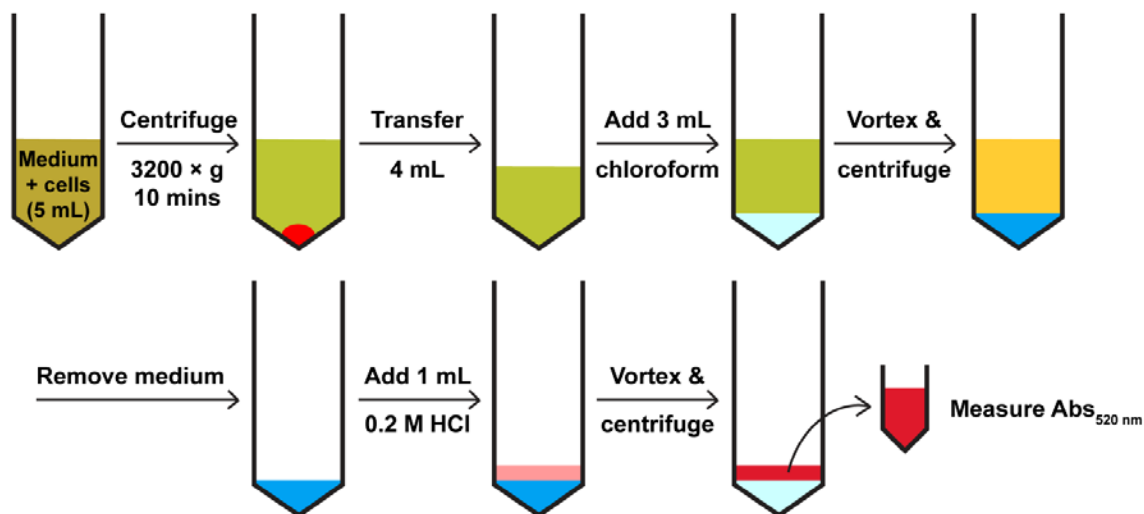 Medium
+ cells
(5 mL)
Centrifuge
3200 × g
10 mins
Transfer
4 mL
Add 3 mL
chloroform
Vortex &
centrifuge
Remove medium
Add 1 mL
0.2 M HCl
Vortex &
centrifuge
Measure Abs520 nm